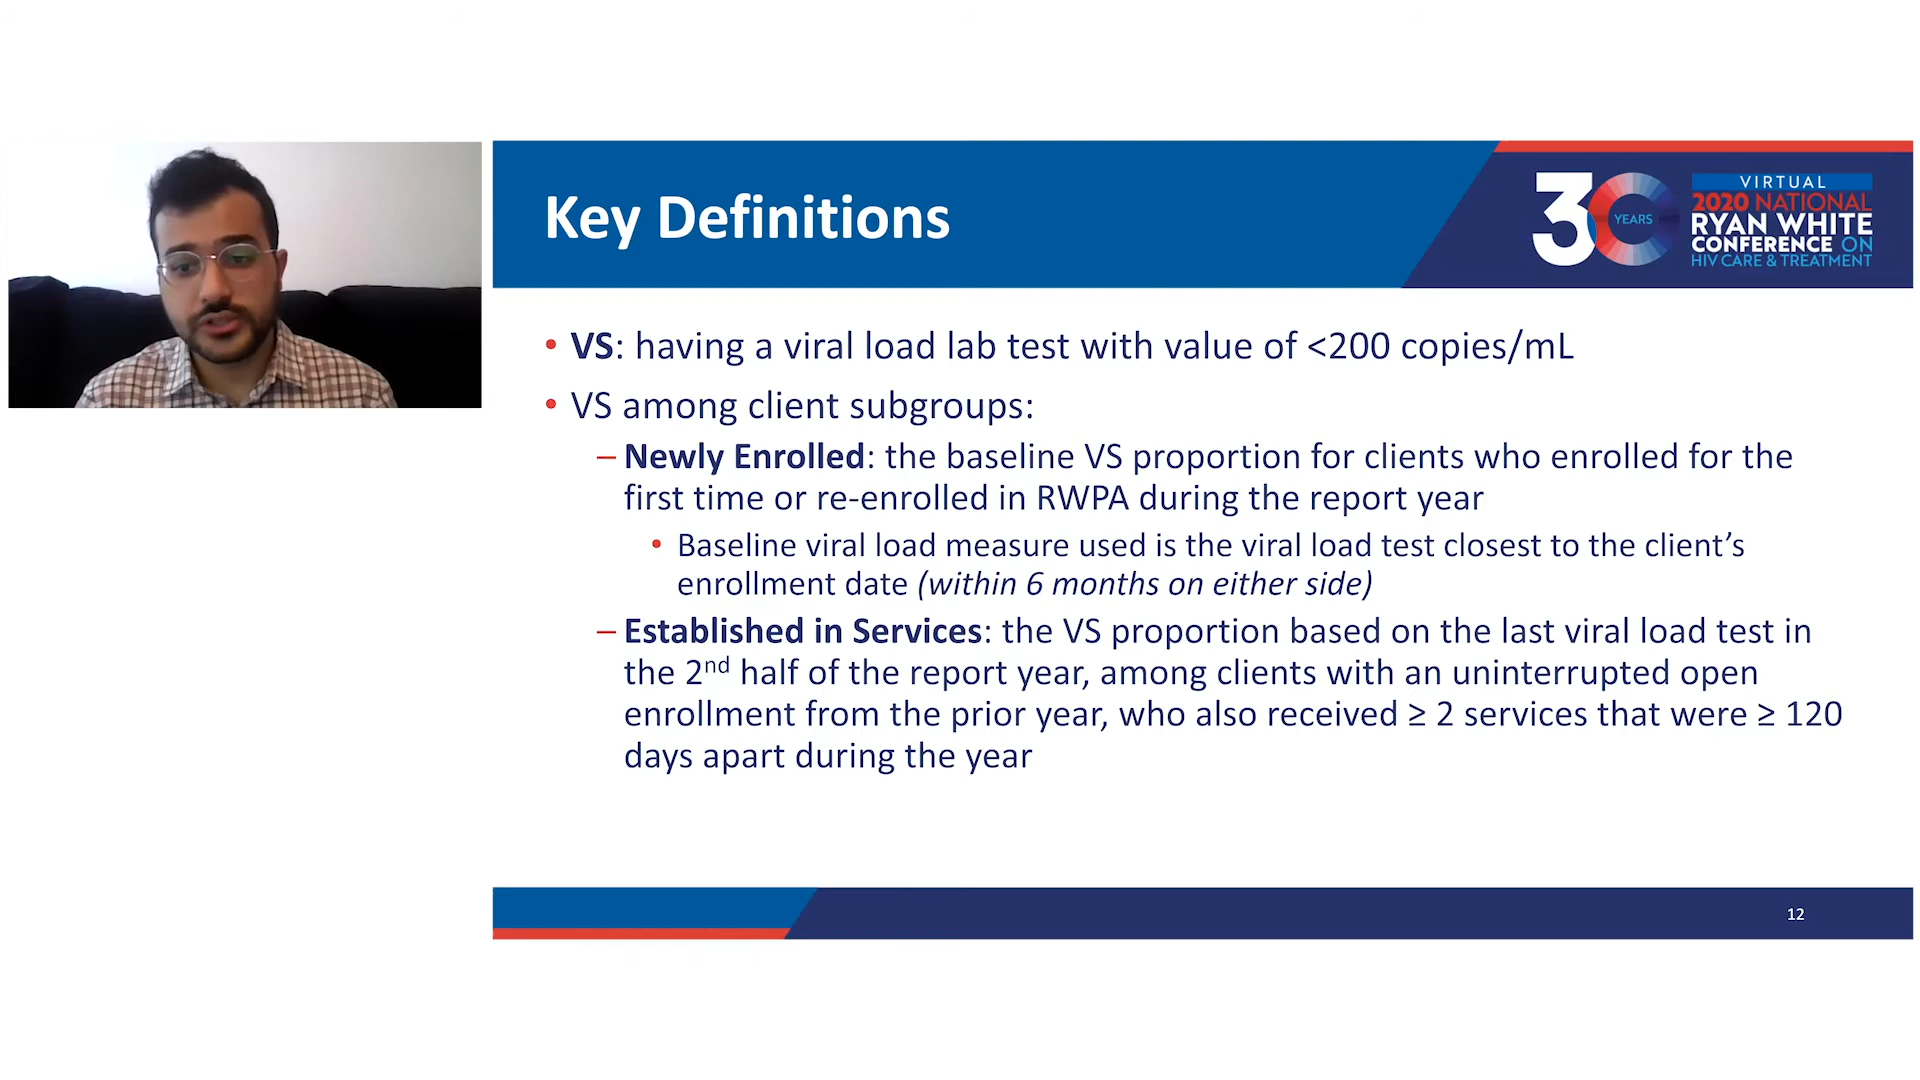 Key Definitions
30
YEARS
VIRTUAL
2020 NATIONAL
RYAN WHITE
CONFERENCE ON
HIV CARE & TREATMENT
• VS: having a viral load lab test with value of <200 copies/mL
• VS among client subgroups:
– Newly Enrolled: the baseline VS proportion for clients who enrolled for the
first time or re-enrolled in RWPA during the report year
• Baseline viral load measure used is the viral load test closest to the client’s
enrollment date (within 6 months on either side)
– Established in Services: the VS proportion based on the last viral load test in
the 2nd half of the report year, among clients with an uninterrupted open
enrollment from the prior year, who also received ≥ 2 services that were ≥ 120
days apart during the year
12